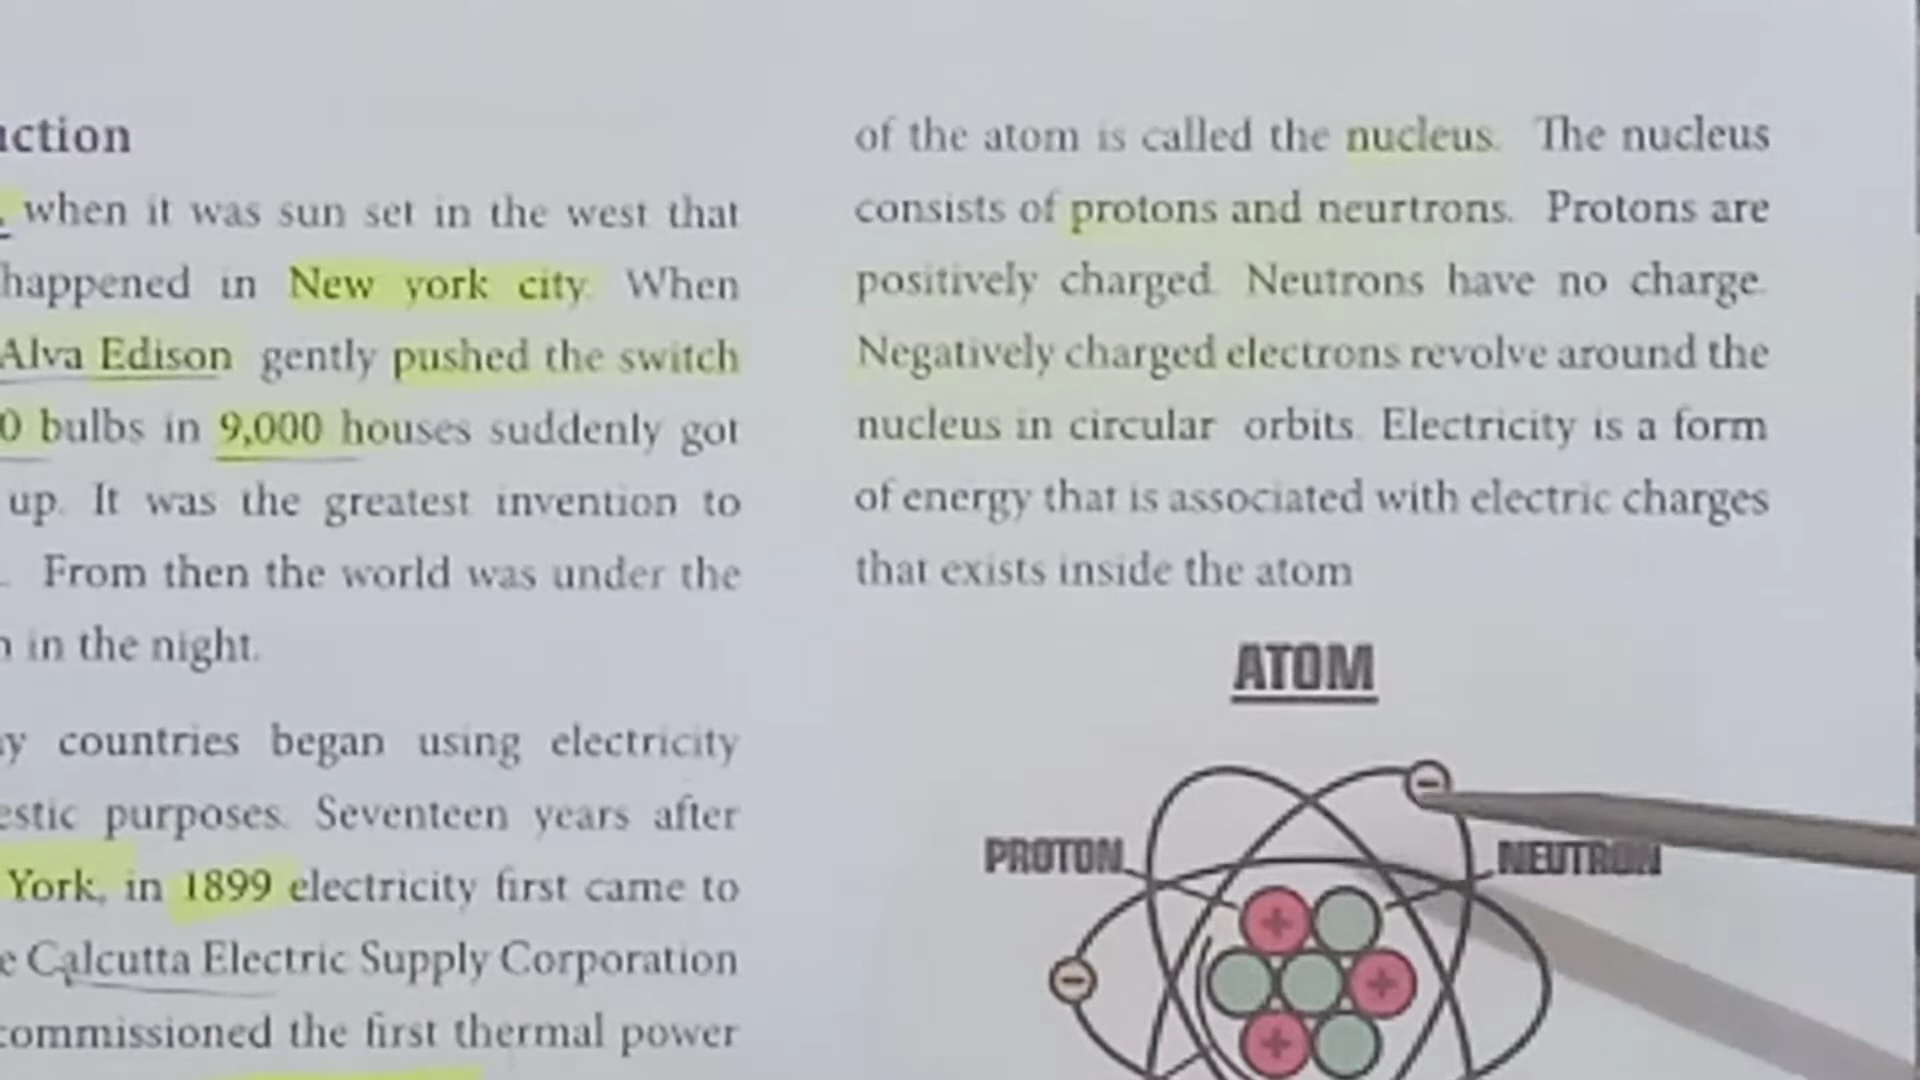 uction
when it was sun set in the west that
happened in New york city. When
Alva Edison gently pushed the switch
0 bulbs in 9,000 houses suddenly got
up. It was the greatest invention to
. From then the world was under the
n in the night.
y countries began using electricity
estic purposes. Seventeen years after
York, in 1899 electricity first came to
e Calcutta Electric Supply Corporation
commissioned the first thermal power
of the atom is called the nucleus. The nucleus
consists of protons and neurtrons. Protons are
positively charged. Neutrons have no charge.
Negatively charged electrons revolve around the
nucleus in circular orbits. Electricity is a form
of energy that is associated with electric charges
that exists inside the atom
ATOM
PROTON
NEUTRON